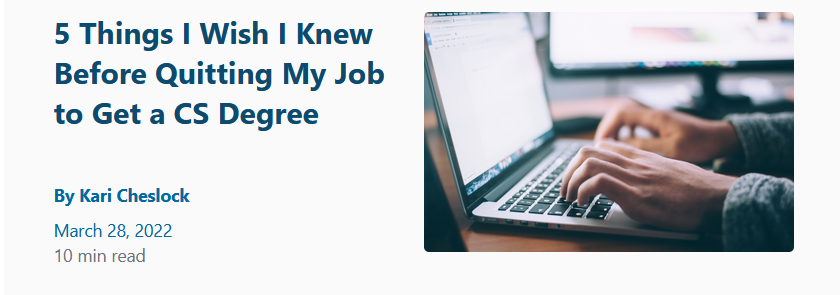 5 Things I Wish I Knew
Before Quitting My Job
to Get a CS Degree
By Kari Cheslock
March 28, 2022
10 min read